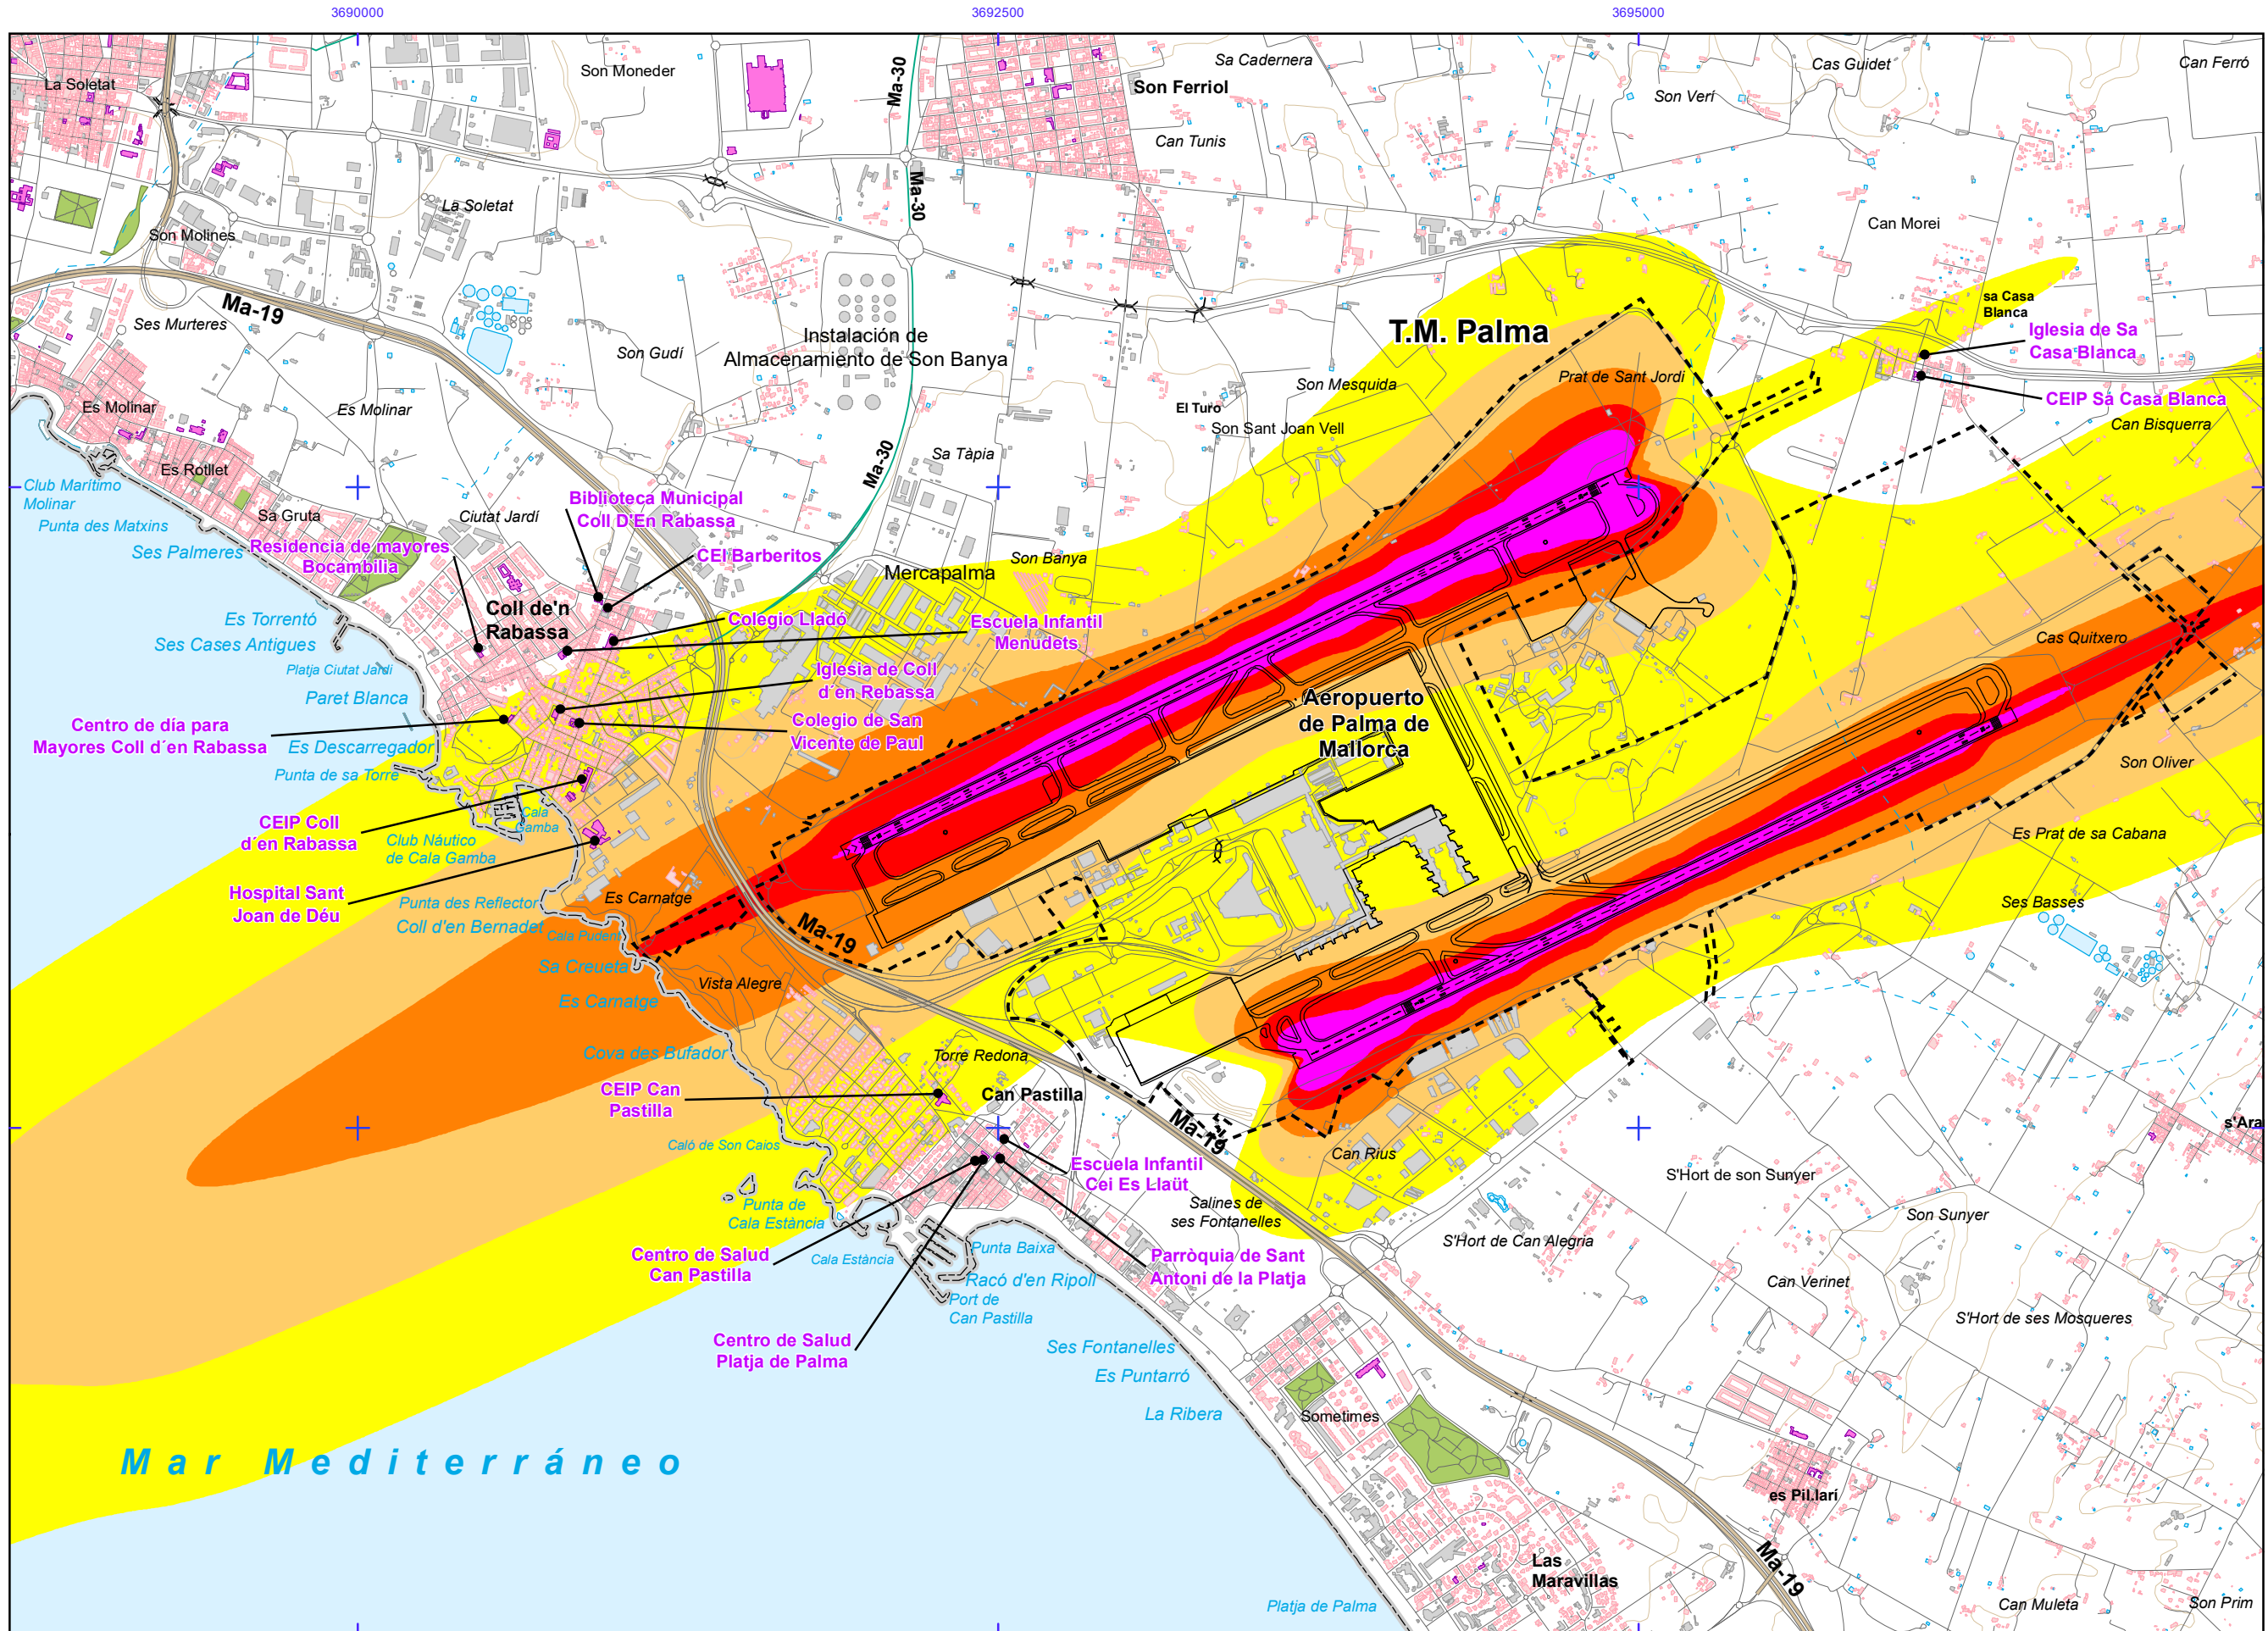 3690000
3692500
3695000
La Soletat
Son Moneder
Ma-30
Son Ferriol
Sa Cadernera
Can Tunis
Cas Guidet
Son Verí
Can Ferró
La Soletat
Son Molines
Ma-30
Can Morei
Ma-19
Ses Murteres
Son Gudí
Instalación de
Almacenamiento de Son Banya
T.M. Palma
sa Casa
Blanca
Iglesia de Sa
Casa Blanca
Es Molinar
Es Molinar
Son Mesquida
Prat de Sant Jordi
El Turo
Son Sant Joan Vell
CEIP Sá Casa Blanca
Can Bisquerra
Es Rotllet
Sa Tàpia
Ma-30
Club Marítimo
Molinar
Punta des Matxins
Sa Gruta
Ciutat Jardí
Biblioteca Municipal
Coll D'En Rabassa
Ses Palmeres
Residencia de mayores
Bocambilia
CEI Barberitos
Mercapalma
Son Banya
Coll de'n
Rabassa
Es Torrentó
Ses Cases Antigues
Platja Ciutat Jardí
Colegio Lladó
Escuela Infantil
Menudets
Cas Quitxero
Iglesia de Coll
d´en Rebassa
Paret Blanca
Aeropuerto
de Palma de
Mallorca
Centro de día para
Mayores Coll d´en Rabassa
Colegio de San
Vicente de Paul
Es Descarregador
Punta de sa Torre
Son Oliver
Cala
Gamba
CEIP Coll
d´en Rabassa
Club Náutico
de Cala Gamba
Es Prat de sa Cabana
Hospital Sant
Joan de Déu
Punta des Reflector
Coll d'en Bernadet
Es Carnatge
Cala Pudent
Ma-19
Ses Basses
Sa Creueta
Es Carnatge
Vista Alegre
Cova des Bufador
Torre Redona
CEIP Can
Pastilla
Can Pastilla
Ma-19
s'Ara
Caló de Son Caios
Can Rius
Escuela Infantil
Cei Es Llaüt
S'Hort de son Sunyer
Punta de
Cala Estància
Salines de
ses Fontanelles
Son Sunyer
Centro de Salud
Can Pastilla
Cala Estància
Punta Baixa
Parròquia de Sant
Antoni de la Platja
S'Hort de Can Alegria
Racó d'en Ripoll
Port de
Can Pastilla
Can Verinet
S'Hort de ses Mosqueres
Centro de Salud
Platja de Palma
Ses Fontanelles
Es Puntarró
La Ribera
Sometimes
Mar Mediterráneo
es Pil.larí
Las
Maravillas
Ma-19
Platja de Palma
Can Muleta
Son Prim